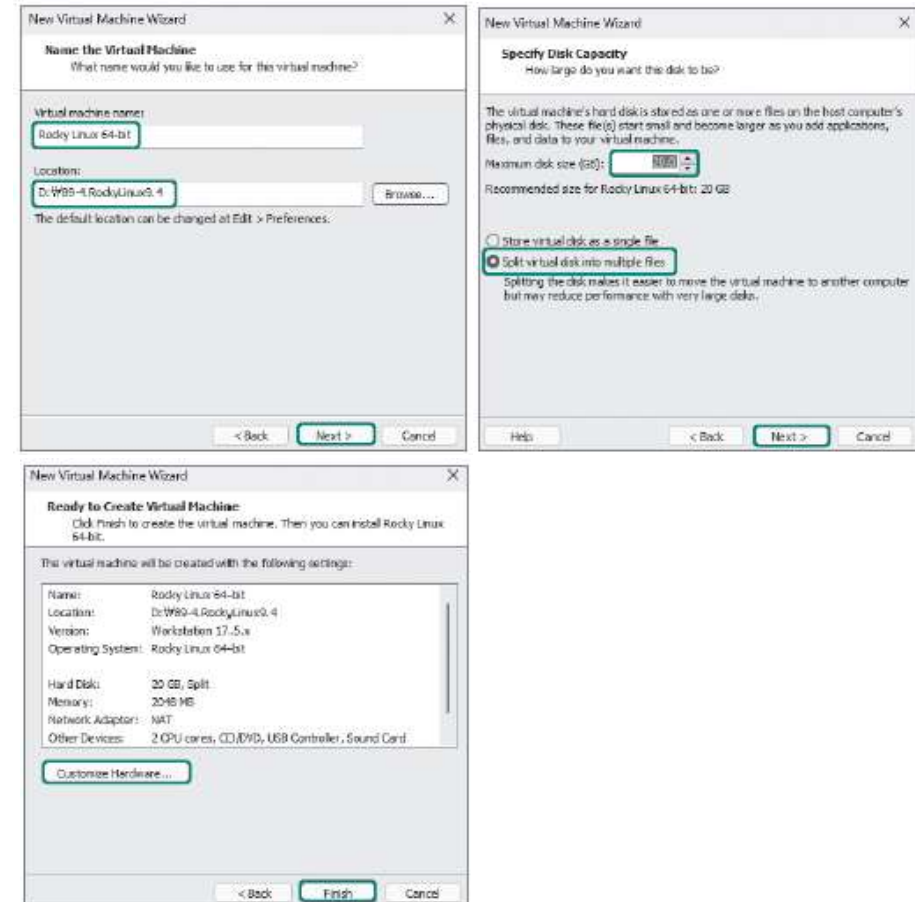 New Virtual Machine Wizard
Name the Virtual Machine
What name would you like to use for this virtual machine?
Virtual machine name:
Rocky Linux 64-bit
Location:
D:₩89-4.RockyLinux9.4
Browse...
The default location can be changed at Edit > Preferences.
< Back
Next >
Cancel
New Virtual Machine Wizard
Specify Disk Capacity
How large do you want this disk to be?
The virtual machine's hard disk is stored as one or more files on the host computer's
physical disk. These file(s) start small and become larger as you add applications,
files, and data to your virtual machine.
Maximum disk size (GB):
Recommended size for Rocky Linux 64-bit: 20 GB
Store virtual disk as a single file
Split virtual disk into multiple files
Splitting the disk makes it easier to move the virtual machine to another computer
but may reduce performance with very large disks.
Help
< Back
Next >
Cancel
New Virtual Machine Wizard
Ready to Create Virtual Machine
Click Finish to create the virtual machine. Then you can install Rocky Linux
64-bit.
The virtual machine will be created with the following settings:
Name: Rocky Linux 64-bit
Location: D:₩89-4.RockyLinux9.4
Version: Workstation 17.5.x
Operating System: Rocky Linux 64-bit
Hard Disk: 20 GB, Split
Memory: 2048 MB
Network Adapter: NAT
Other Devices: 2 CPU cores, CD/DVD, USB Controller, Sound Card
Customize Hardware...
< Back
Finish
Cancel